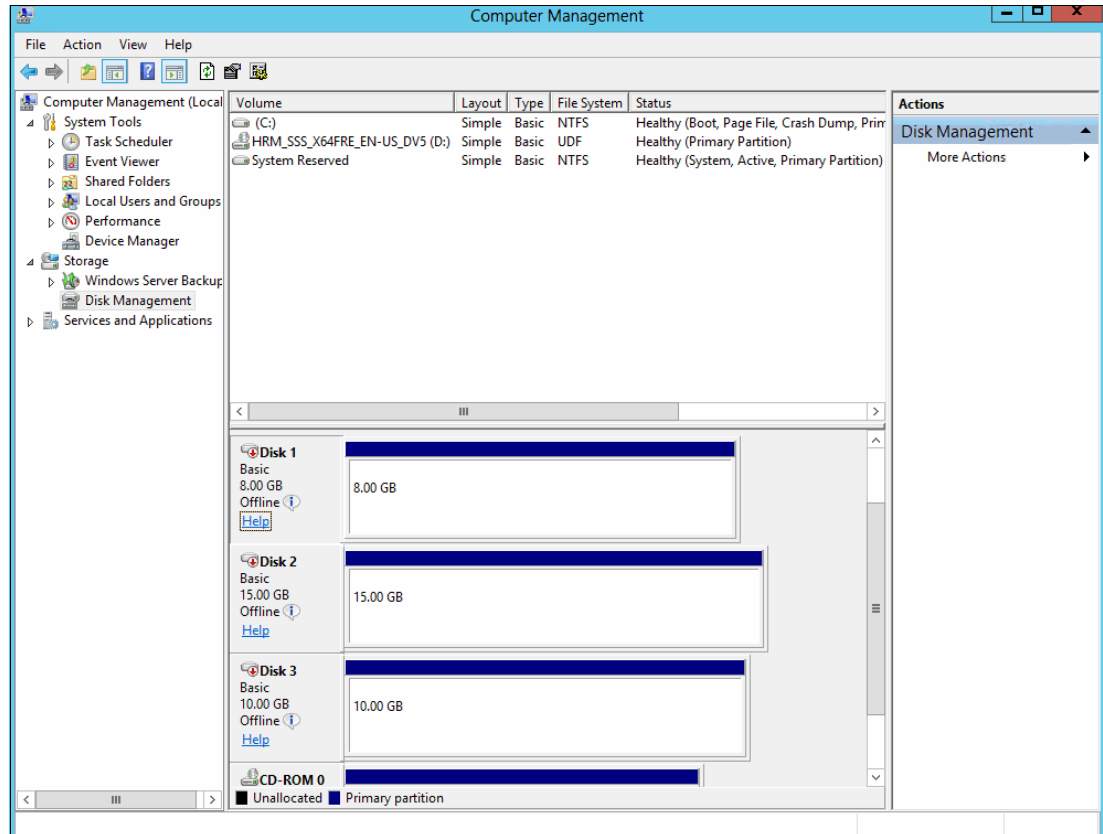 Computer Management
File Action View Help
Computer Management (Local
System Tools
Task Scheduler
Event Viewer
Shared Folders
Local Users and Groups
Performance
Device Manager
Storage
Windows Server Backup
Disk Management
Services and Applications
Volume Layout Type File System Status
(C:) Simple Basic NTFS Healthy (Boot, Page File, Crash Dump, Prim
HRM_SSS_X64FRE_EN-US_DV5 (D:) Simple Basic UDF Healthy (Primary Partition)
System Reserved Simple Basic NTFS Healthy (System, Active, Primary Partition)
Disk 1
Basic
8.00 GB
Offline
Help
8.00 GB
Disk 2
Basic
15.00 GB
Offline
Help
15.00 GB
Disk 3
Basic
10.00 GB
Offline
Help
10.00 GB
CD-ROM 0
Unallocated Primary partition
Actions
Disk Management
More Actions